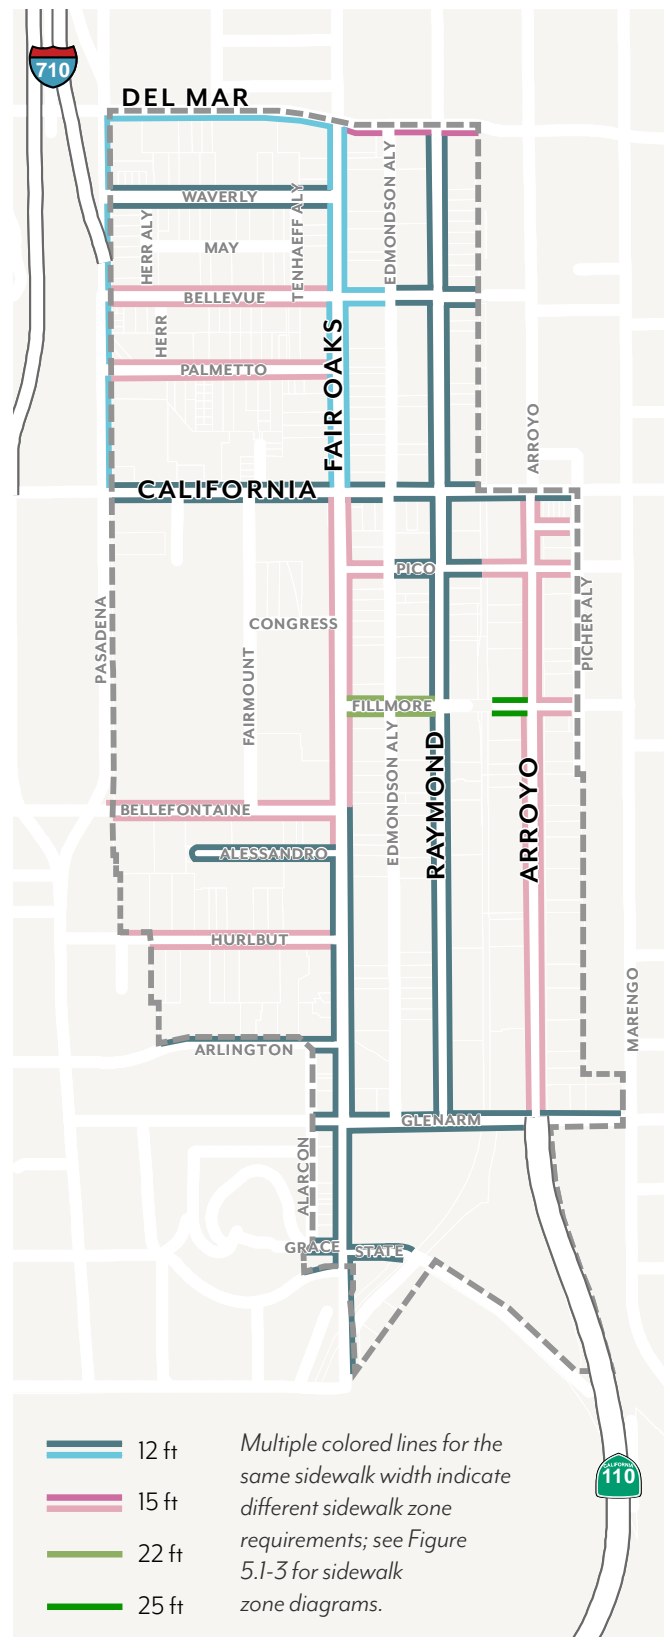 710
DEL MAR
WAVERLY
HERR ALY
MAY
TENHAEFF ALY
EDMONDSON ALY
BELLEVUE
HERR
PALMETTO
FAIR OAKS
CALIFORNIA
ARROYO
PICO
PASADENA
CONGRESS
FAIRMOUNT
PICHER ALY
FILLMORE
EDMONDSON ALY
RAYMOND
ARROYO
BELLEFONTAINE
ALESSANDRO
HURLBUT
ARLINGTON
MARENGO
GLENARM
ALARCON
GRACE
STATE
12 ft
15 ft
22 ft
25 ft
Multiple colored lines for the
same sidewalk width indicate
different sidewalk zone
requirements; see Figure
5.1-3 for sidewalk
zone diagrams.
CALIFORNIA
110